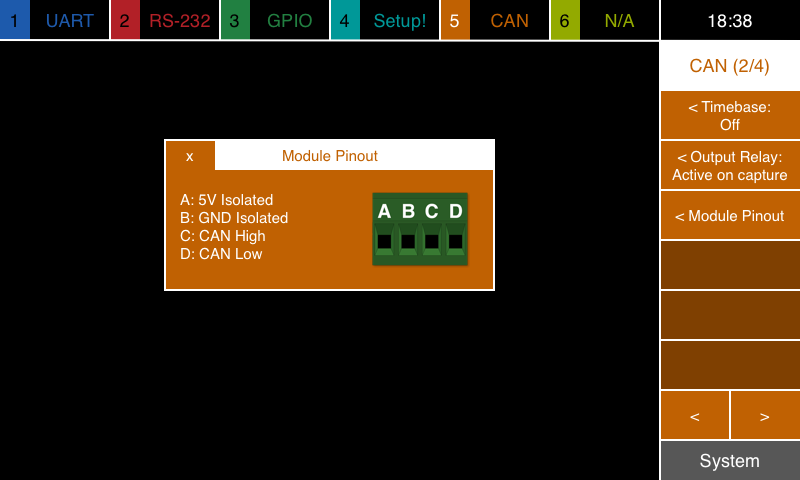 1 UART 2 RS-232 3 GPIO 4 Setup! 5 CAN 6 N/A 18:38
CAN (2/4)
< Timebase:
Off
< Output Relay:
Active on capture
< Module Pinout
< >
System
x Module Pinout
A: 5V Isolated
B: GND Isolated
C: CAN High
D: CAN Low
A B C D